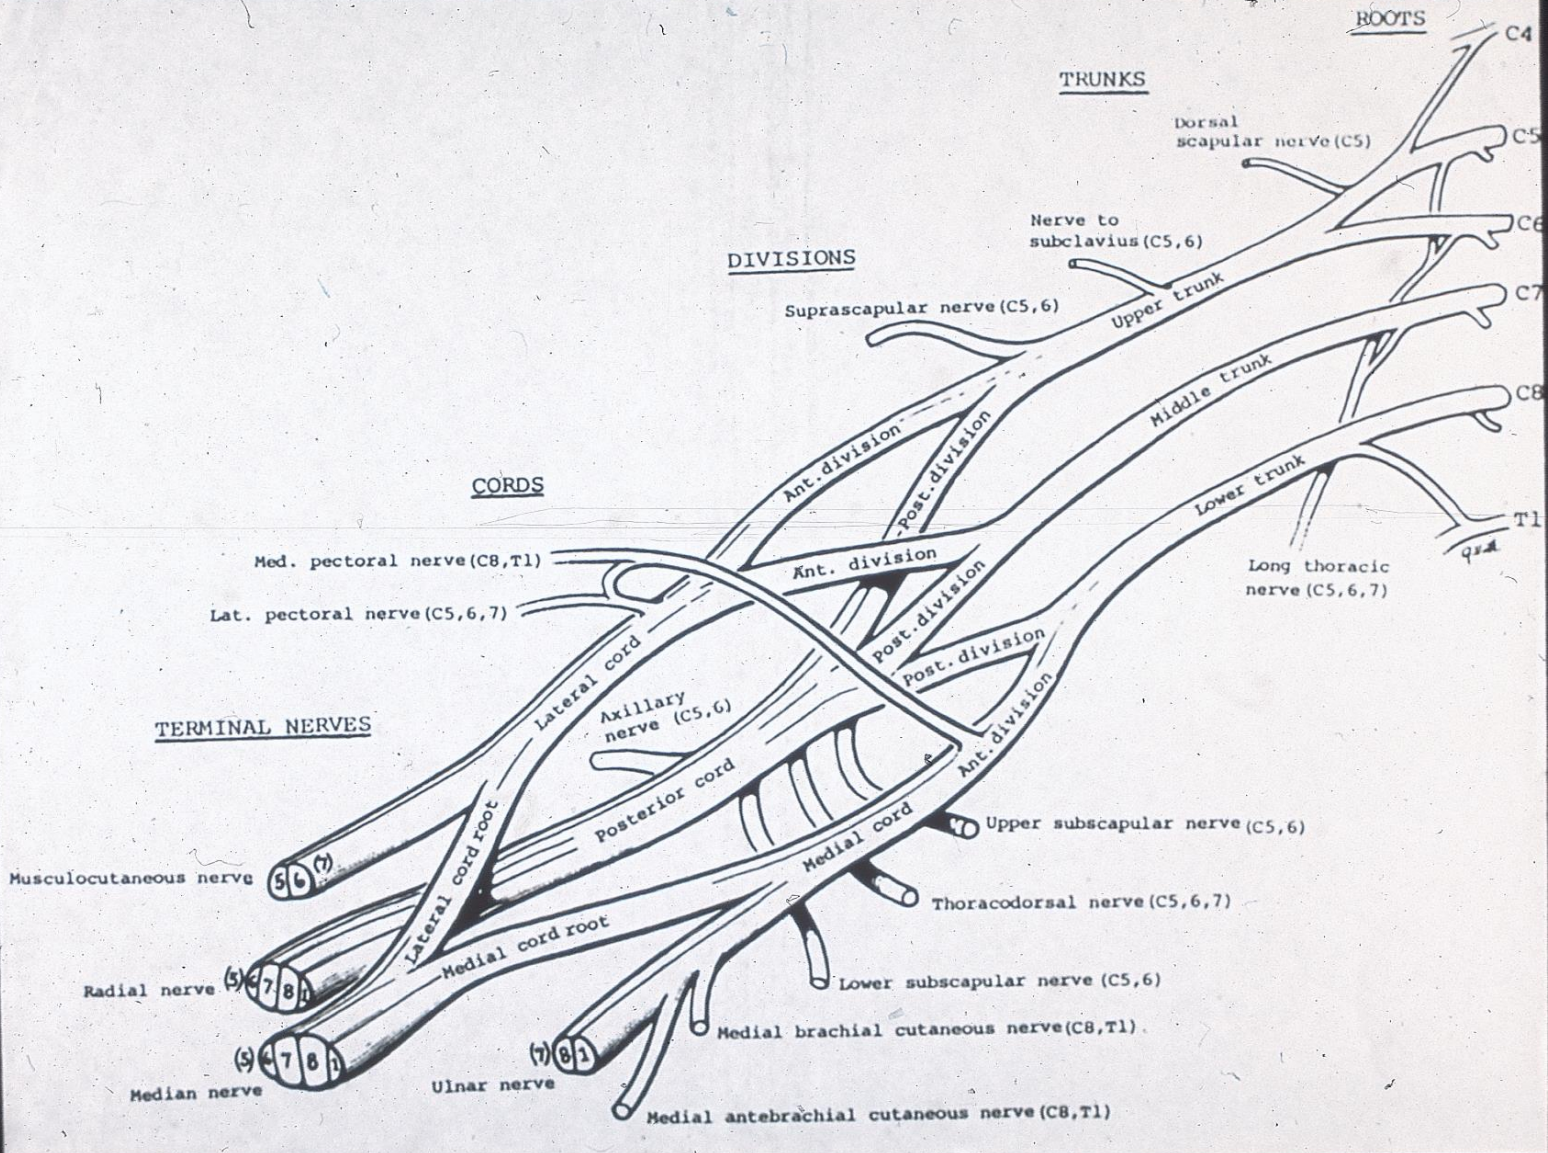 ROOTS
C4
TRUNKS
Dorsal
scapular nerve (C5)
C5
Nerve to
subclavius (C5,6)
C6
DIVISIONS
Suprascapular nerve (C5,6)
Upper trunk
C7
Middle trunk
C8
Ant. division
Post. division
Lower trunk
CORDS
T1
Med. pectoral nerve (C8,T1)
Ant. division
Long thoracic
nerve (C5,6,7)
Lat. pectoral nerve (C5,6,7)
Post. division
Post. division
Lateral cord
Ant. division
Axillary
nerve (C5,6)
TERMINAL NERVES
Posterior cord
Medial cord
Upper subscapular nerve (C5,6)
Musculocutaneous nerve
5 6 (7)
Lateral cord root
Thoracodorsal nerve (C5,6,7)
Medial cord root
Radial nerve
(5) 6 7 8 1
Lower subscapular nerve (C5,6)
Medial brachial cutaneous nerve (C8,T1).
(5) 6 7 8 1
Median nerve
(7) 8 1
Ulnar nerve
Medial antebrachial cutaneous nerve (C8,T1)